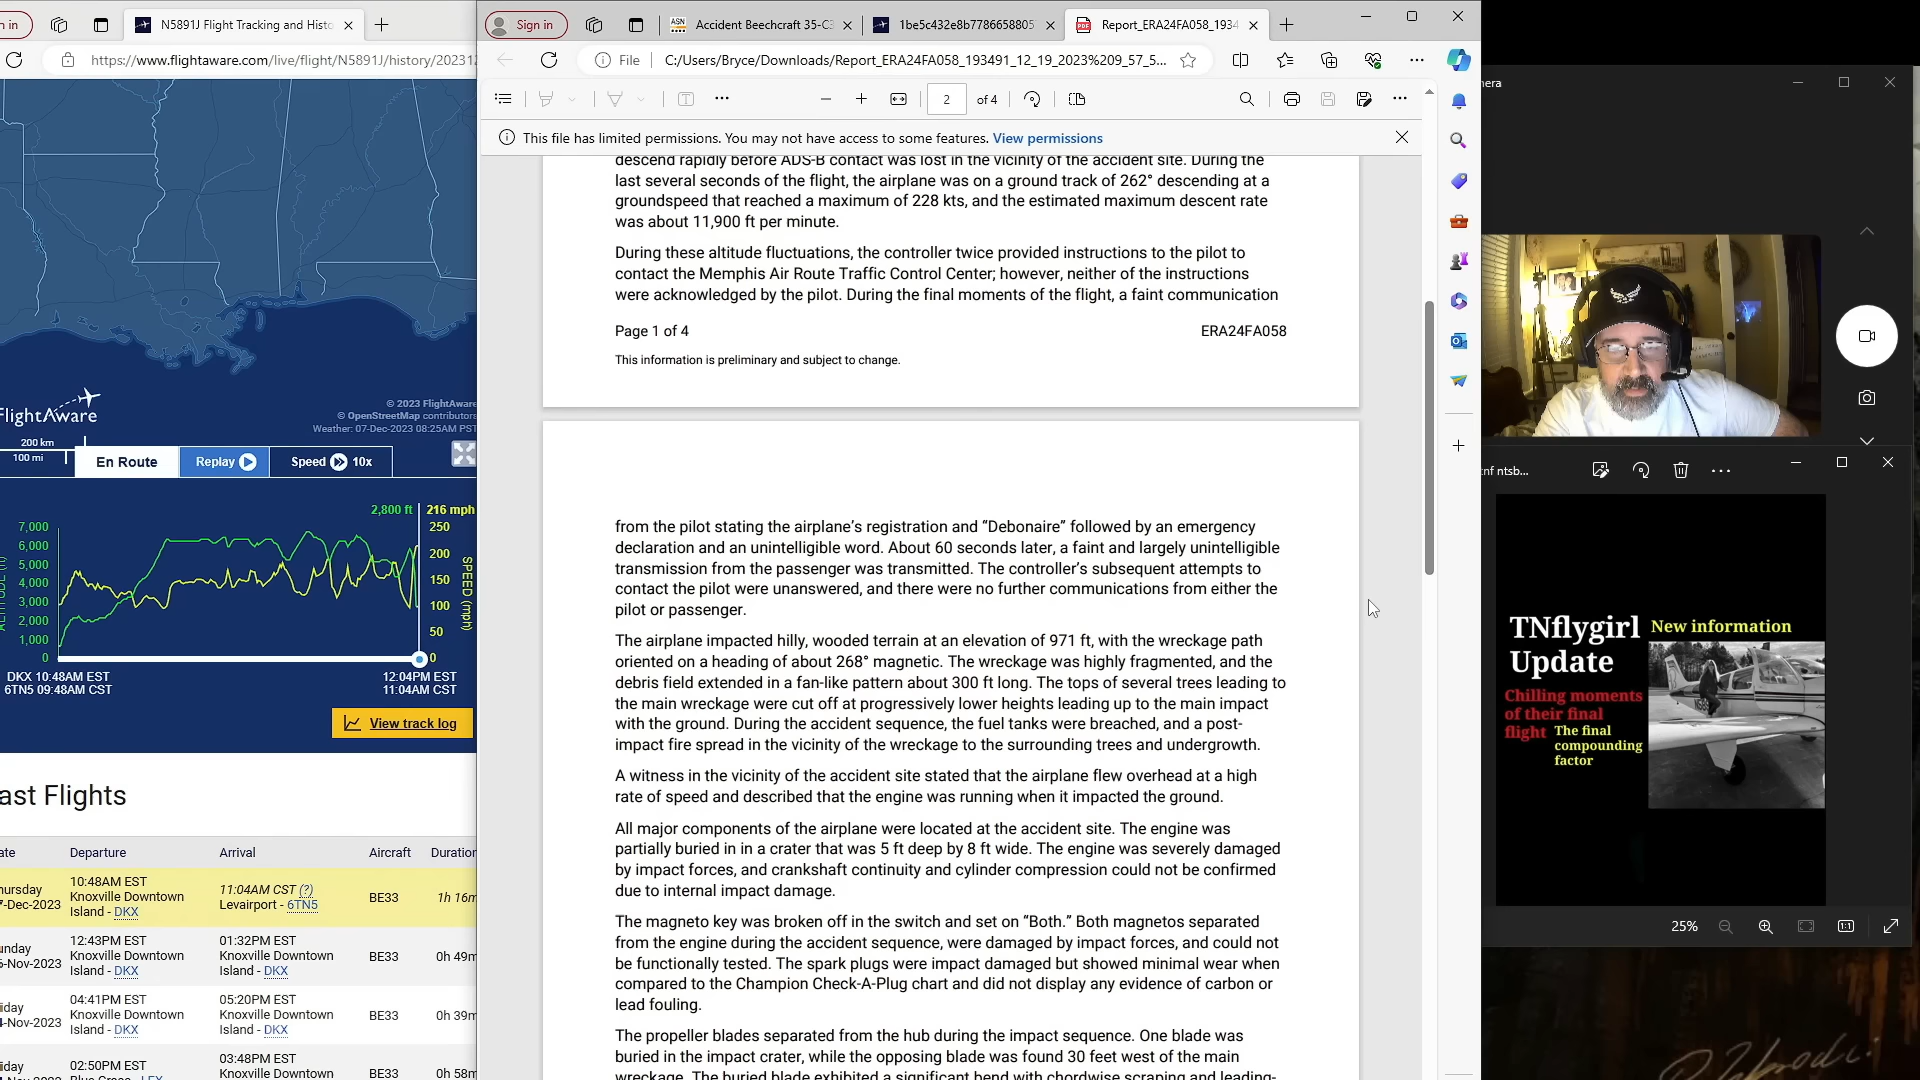 n in
N5891J Flight Tracking and Histo
https://www.flightaware.com/live/flight/N5891J/history/20231
FlightAware
© 2023 FlightAware
© OpenStreetMap contributors
Weather: 07-Dec-2023 08:25AM PST
200 km
100 mi
En Route
Replay
Speed
10x
2,800 ft
216 mph
7,000
6,000
5,000
4,000
3,000
2,000
1,000
0
250
200
150
100
50
0
SPEED (mph)
DKX 10:48AM EST
6TN5 09:48AM CST
12:04PM EST
11:04AM CST
View track log
ast Flights
ate Departure Arrival Aircraft Duration
ursday
7-Dec-2023
10:48AM EST
Knoxville Downtown
Island - DKX
11:04AM CST (?)
Levairport - 6TN5
BE33
1h 16m
unday
6-Nov-2023
12:43PM EST
Knoxville Downtown
Island - DKX
01:32PM EST
Knoxville Downtown
Island - DKX
BE33
0h 49m
iday
4-Nov-2023
04:41PM EST
Knoxville Downtown
Island - DKX
05:20PM EST
Knoxville Downtown
Island - DKX
BE33
0h 39m
iday
02:50PM EST
03:48PM EST
Knoxville Downtown
BE33
0h 58m
Sign in
ASN
Accident Beechcraft 35-C3
1be5c432e8b7786658805
PDF
Report_ERA24FA058_1934
File
C:/Users/Bryce/Downloads/Report_ERA24FA058_193491_12_19_2023%209_57_5...
2
of 4
This file has limited permissions. You may not have access to some features. View permissions
descend rapidly before ADS-B contact was lost in the vicinity of the accident site. During the
last several seconds of the flight, the airplane was on a ground track of 262° descending at a
groundspeed that reached a maximum of 228 kts, and the estimated maximum descent rate
was about 11,900 ft per minute.
During these altitude fluctuations, the controller twice provided instructions to the pilot to
contact the Memphis Air Route Traffic Control Center; however, neither of the instructions
were acknowledged by the pilot. During the final moments of the flight, a faint communication
Page 1 of 4
ERA24FA058
This information is preliminary and subject to change.
from the pilot stating the airplane’s registration and “Debonaire” followed by an emergency
declaration and an unintelligible word. About 60 seconds later, a faint and largely unintelligible
transmission from the passenger was transmitted. The controller’s subsequent attempts to
contact the pilot were unanswered, and there were no further communications from either the
pilot or passenger.
The airplane impacted hilly, wooded terrain at an elevation of 971 ft, with the wreckage path
oriented on a heading of about 268° magnetic. The wreckage was highly fragmented, and the
debris field extended in a fan-like pattern about 300 ft long. The tops of several trees leading to
the main wreckage were cut off at progressively lower heights leading up to the main impact
with the ground. During the accident sequence, the fuel tanks were breached, and a post-
impact fire spread in the vicinity of the wreckage to the surrounding trees and undergrowth.
A witness in the vicinity of the accident site stated that the airplane flew overhead at a high
rate of speed and described that the engine was running when it impacted the ground.
All major components of the airplane were located at the accident site. The engine was
partially buried in in a crater that was 5 ft deep by 8 ft wide. The engine was severely damaged
by impact forces, and crankshaft continuity and cylinder compression could not be confirmed
due to internal impact damage.
The magneto key was broken off in the switch and set on “Both.” Both magnetos separated
from the engine during the accident sequence, were damaged by impact forces, and could not
be functionally tested. The spark plugs were impact damaged but showed minimal wear when
compared to the Champion Check-A-Plug chart and did not display any evidence of carbon or
lead fouling.
The propeller blades separated from the hub during the impact sequence. One blade was
buried in the impact crater, while the opposing blade was found 30 feet west of the main
wreckage. The buried blade exhibited a significant bend with chordwise scraping and leading-
nera
tnf ntsb...
TNflygirl
Update
New information
Chilling moments
of their final
flight
The final
compounding
factor
25%
1:1